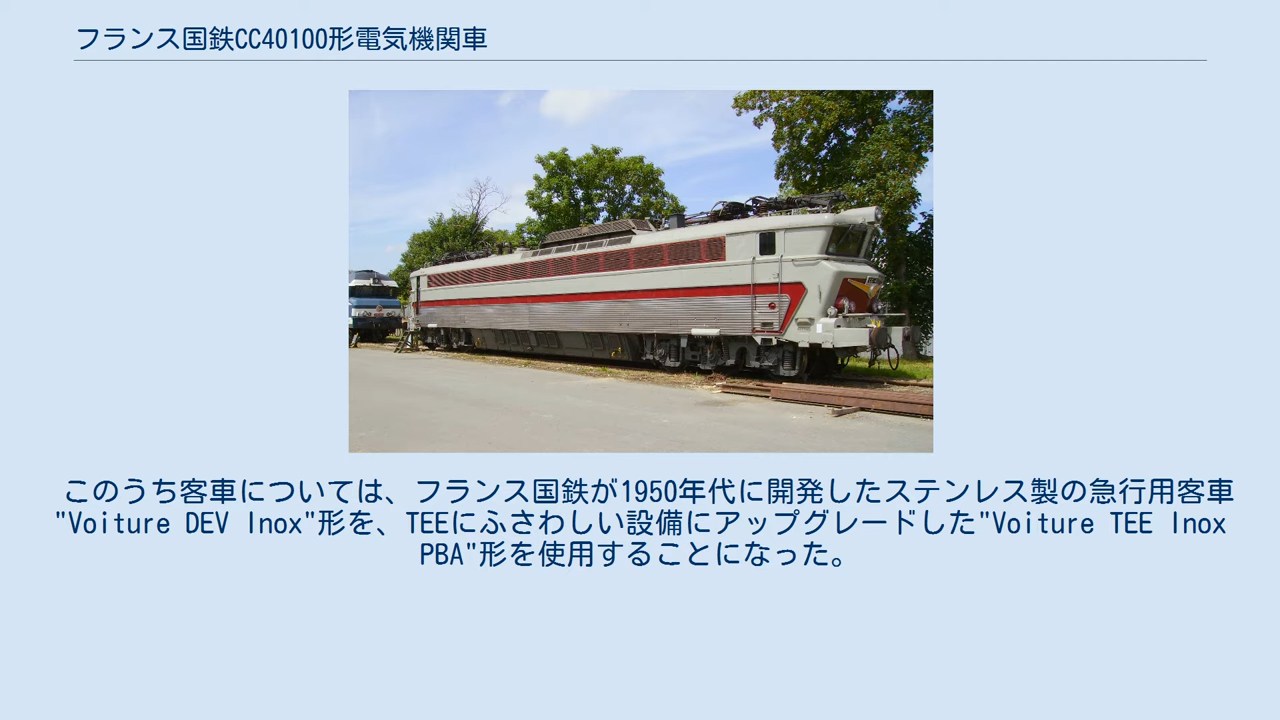 フランス国鉄CC40100形電気機関車
このうち客車については、フランス国鉄が1950年代に開発したステンレス製の急行用客車
"Voiture DEV Inox"形を、TEEにふさわしい設備にアップグレードした"Voiture TEE Inox
PBA"形を使用することになった。